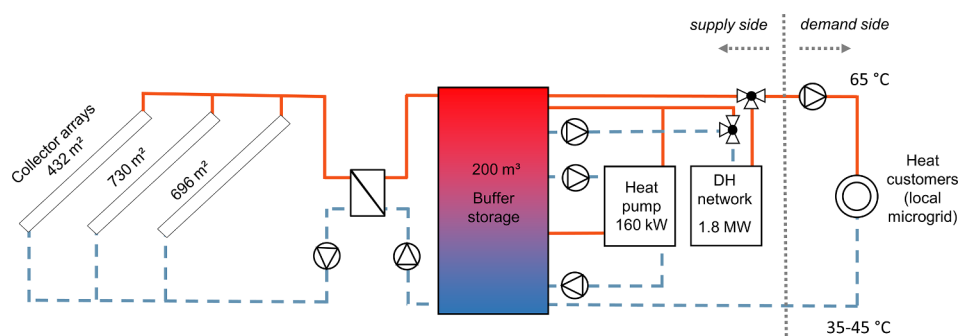 supply side
demand side
65 °C
Collector arrays
432 m²
730 m²
696 m²
200 m³
Buffer
storage
Heat
pump
160 kW
DH
network
1.8 MW
Heat
customers
(local
microgrid)
35-45 °C